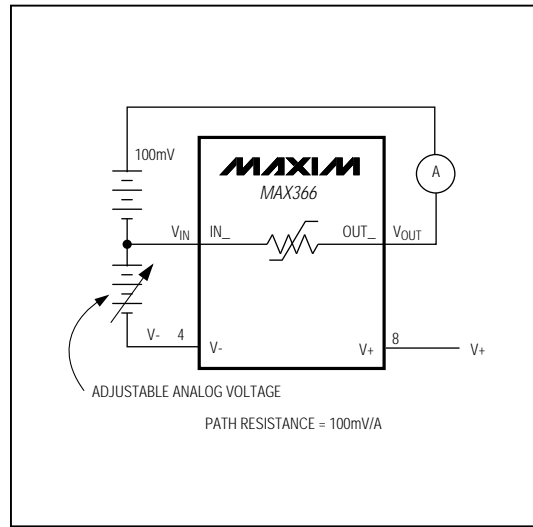 100mV
MAXIM
MAX366
A
VIN IN_ OUT_ VOUT
V- 4 8
V- V+ V+
ADJUSTABLE ANALOG VOLTAGE
PATH RESISTANCE = 100mV/A